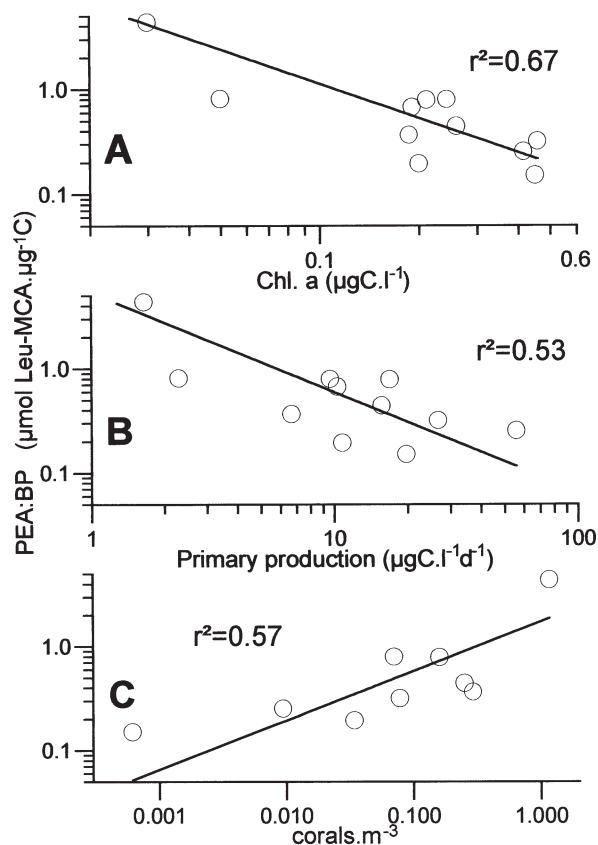 PEA:BP (µmol Leu-MCA.µg⁻¹C)
r²=0.67
1.0
A
0.1
0.1 0.6
Chl. a (µgC.l⁻¹)
r²=0.53
1.0
B
0.1
1 10 100
Primary production (µgC.l⁻¹d⁻¹)
r²=0.57
1.0
C
0.1
0.001 0.010 0.100 1.000
corals.m⁻³